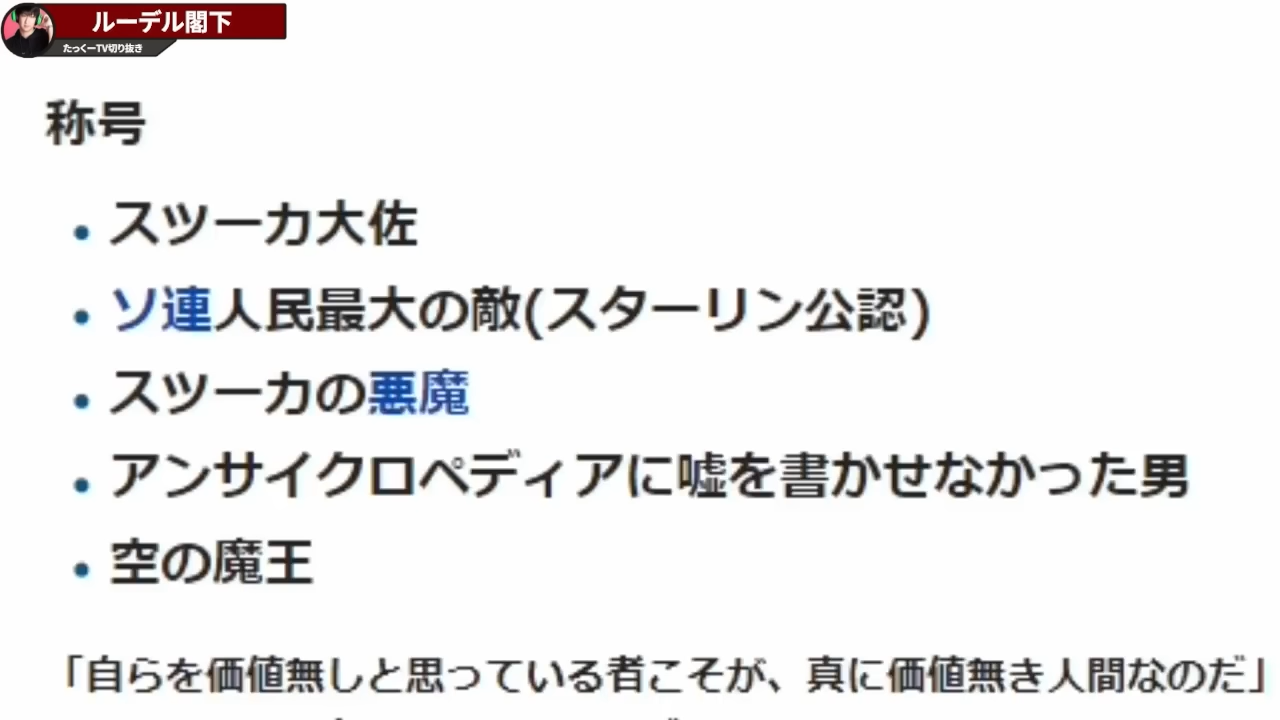 ルーデル閣下
たっくーTV切り抜き
称号
• スツーカ大佐
• ソ連人民最大の敵(スターリン公認)
• スツーカの悪魔
• アンサイクロペディアに嘘を書かせなかった男
• 空の魔王
「自らを価値無しと思っている者こそが、真に価値無き人間なのだ」